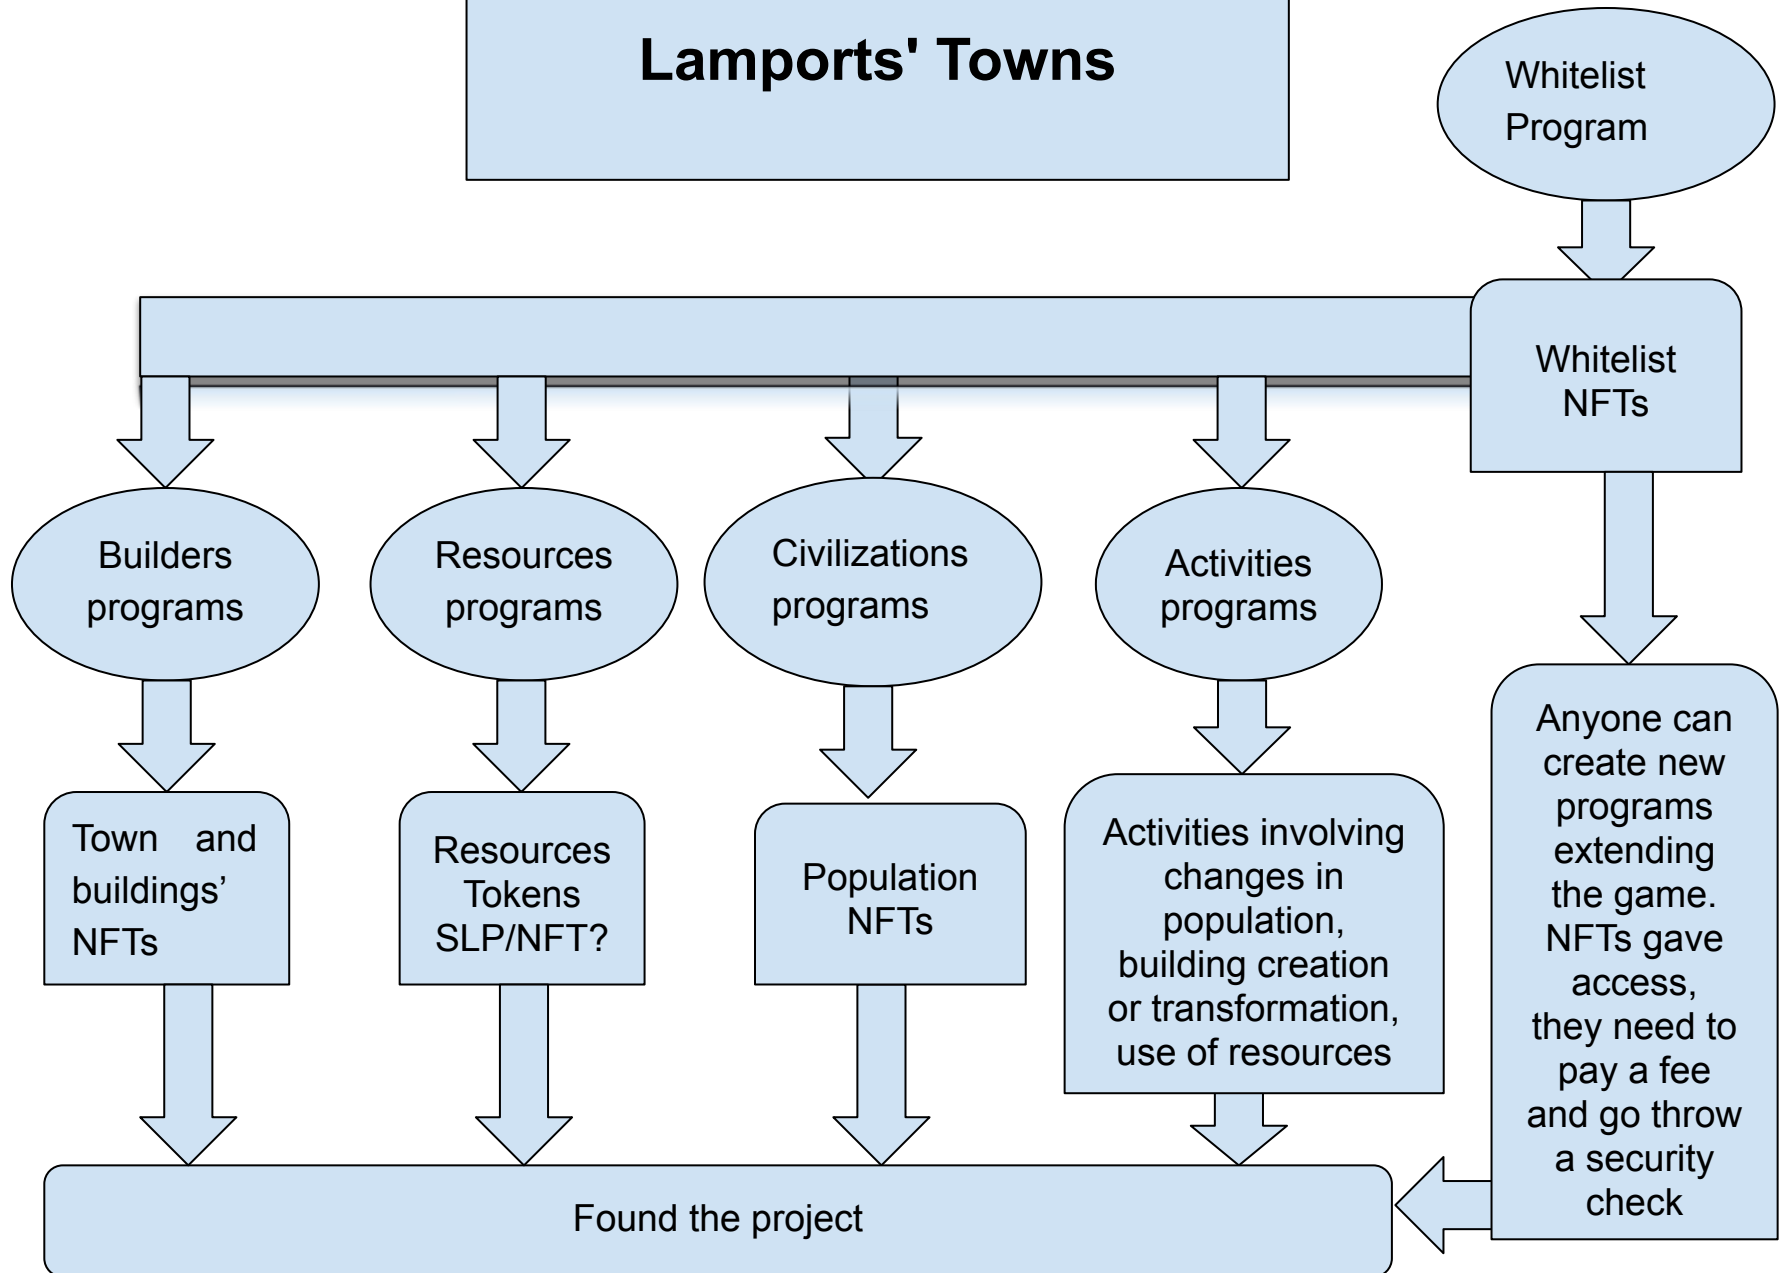 Lamports' Towns
Whitelist
Program
Whitelist
NFTs
Builders
programs
Resources
programs
Civilizations
programs
Activities
programs
Town and
buildings’
NFTs
Resources
Tokens
SLP/NFT?
Population
NFTs
Activities involving
changes in
population,
building creation
or transformation,
use of resources
Anyone can
create new
programs
extending
the game.
NFTs gave
access,
they need to
pay a fee
and go throw
a security
check
Found the project